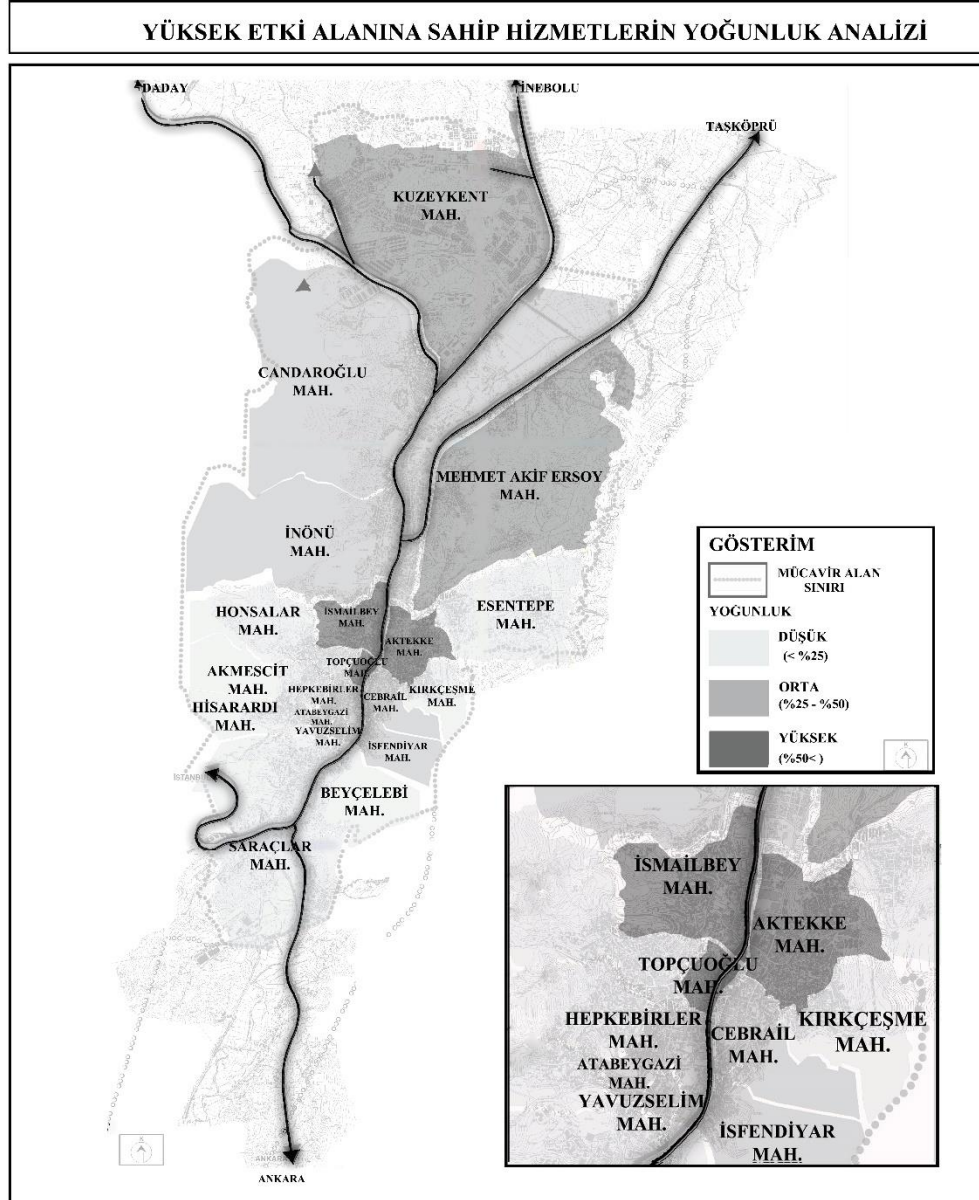 YÜKSEK ETKİ ALANINA SAHİP HİZMETLERİN YOĞUNLUK ANALİZİ
DADAY
İNEBOLU
TAŞKÖPRÜ
KUZEYKENT
MAH.
CANDAROĞLU
MAH.
MEHMET AKİF ERSOY
MAH.
İNÖNÜ
MAH.
HONSALAR
MAH.
İSMAİLBEY
MAH.
ESENTEPE
MAH.
AKTEKKE
MAH.
TOPÇUOĞLU
MAH.
AKMESCİT
MAH.
HİSARARDI
MAH.
HEPKEBİRLER
MAH.
ATABEYGAZİ
MAH.
YAVUZSELİM
MAH.
CEBRAİL
MAH.
KIRKÇEŞME
MAH.
İSFENDİYAR
MAH.
BEYÇELEBİ
MAH.
SARAÇLAR
MAH.
ANKARA
ANKARA
GÖSTERİM
MÜCAVİR ALAN
SINIRI
YOĞUNLUK
DÜŞÜK
(< %25)
ORTA
(%25 - %50)
YÜKSEK
(%50< )
İSMAİLBEY
MAH.
AKTEKKE
MAH.
TOPÇUOĞLU
MAH.
HEPKEBİRLER
MAH.
CEBRAİL
MAH.
KIRKÇEŞME
MAH.
ATABEYGAZİ
MAH.
YAVUZSELİM
MAH.
İSFENDİYAR
MAH.